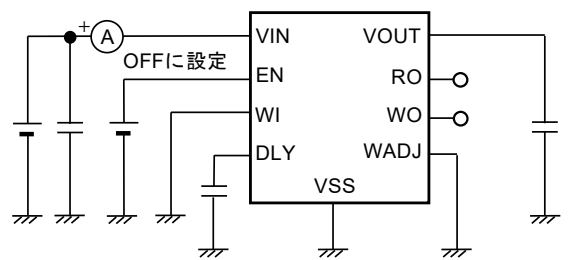 +
A
VIN
VOUT
OFFに設定
EN
RO
WI
WO
DLY
WADJ
VSS